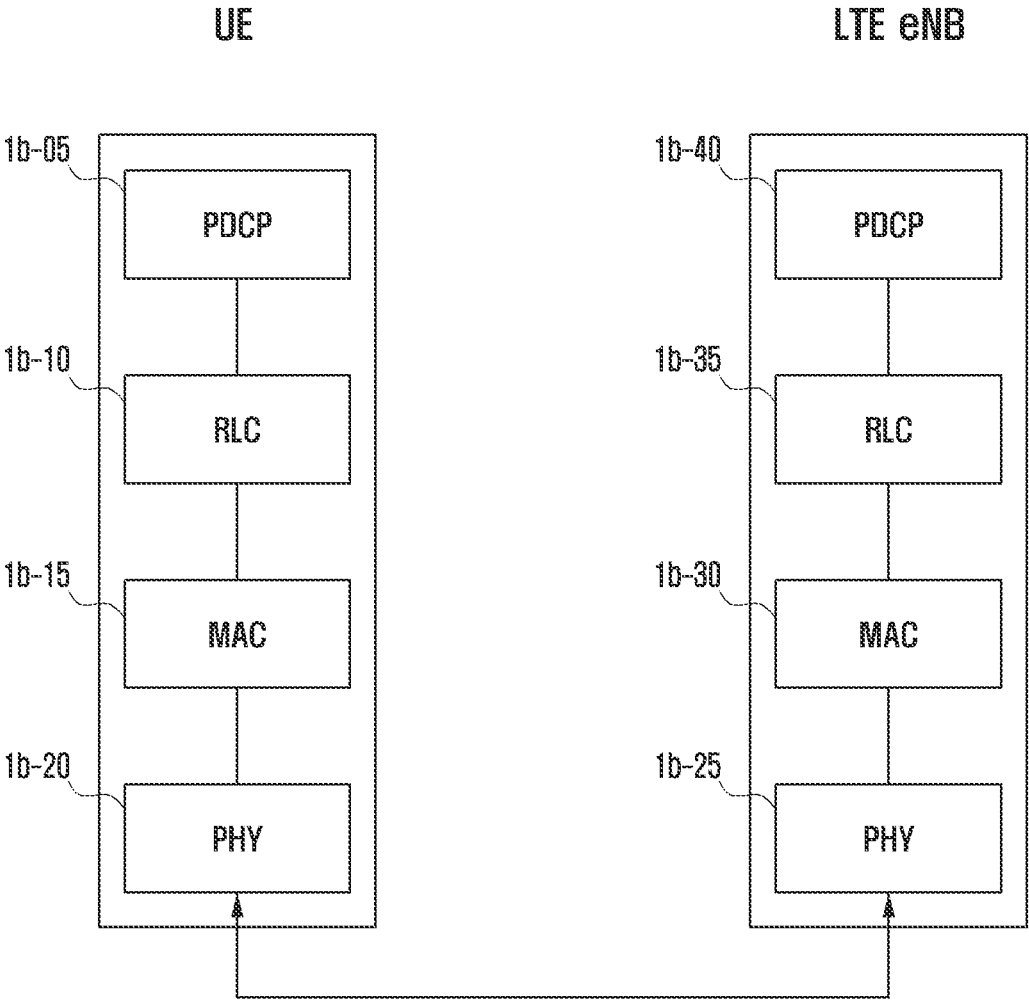 UE LTE eNB
1b-05 1b-40
PDCP PDCP
1b-10 1b-35
RLC RLC
1b-15 1b-30
MAC MAC
1b-20 1b-25
PHY PHY